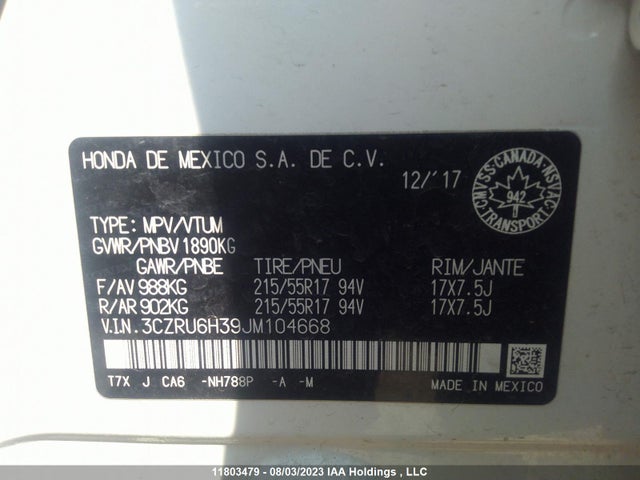 HONDA DE MEXICO S.A. DE C.V.
12/'17
CMVSS CANADA NSVAC
942
TRANSPORT
TYPE: MPV/VTUM
GVWR/PNBV 1890KG
GAWR/PNBE TIRE/PNEU RIM/JANTE
F/AV 988KG 215/55R17 94V 17X7.5J
R/AR 902KG 215/55R17 94V 17X7.5J
V.I.N. 3CZRU6H39JM104668
T7X J CA6 -NH788P -A -M MADE IN MEXICO
11803479 - 08/03/2023 IAA Holdings , LLC